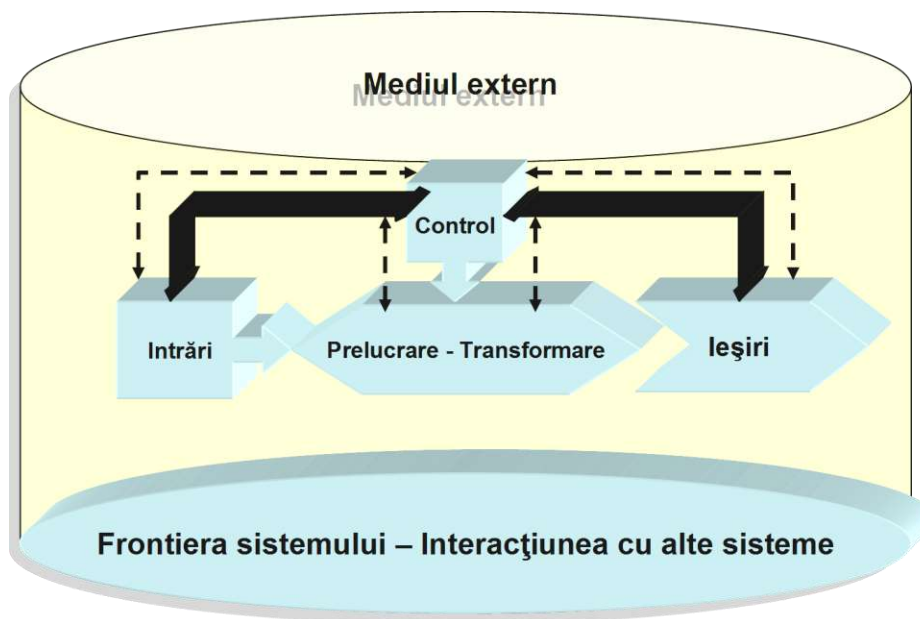 Mediul extern
Control
Intrări
Prelucrare - Transformare
Ieşiri
Frontiera sistemului – Interacţiunea cu alte sisteme